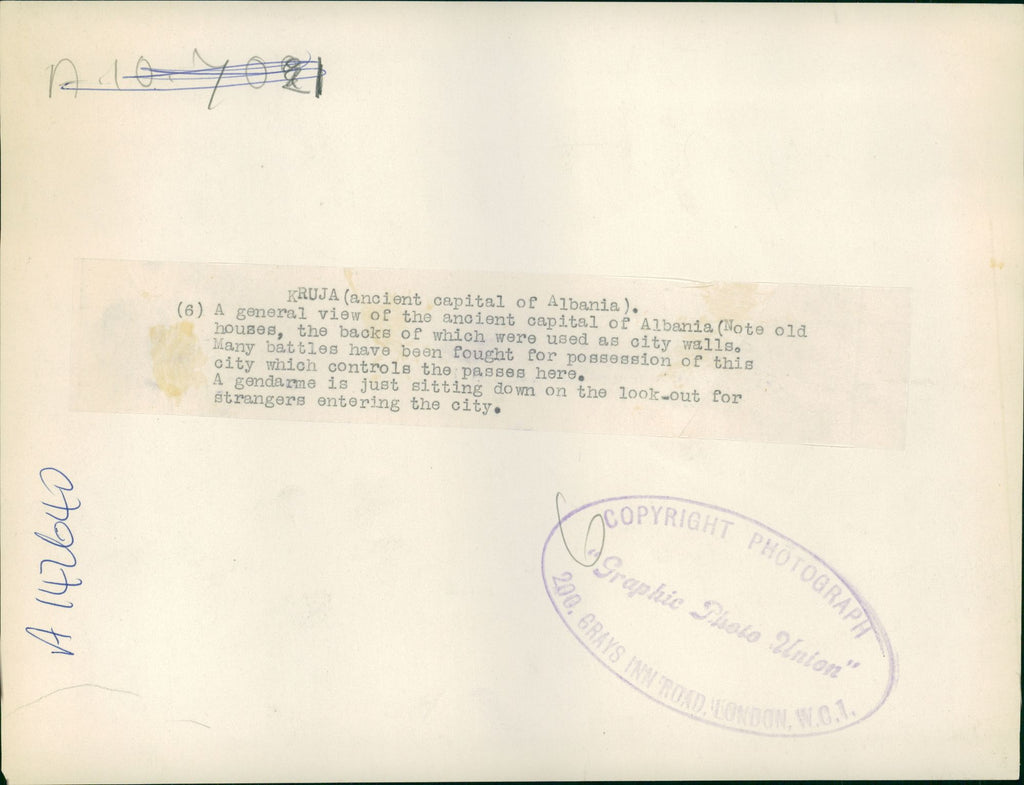 KRUJA(ancient capital of Albania).
(6) A general view of the ancient capital of Albania(Note old
houses, the backs of which were used as city walls.
Many battles have been fought for possession of this
city which controls the passes here.
A gendarme is just sitting down on the look-out for
strangers entering the city.
A 142640
6
COPYRIGHT PHOTOGRAPH
"Graphic Photo Union"
200, GRAYS INN ROAD, LONDON, W.C.1.